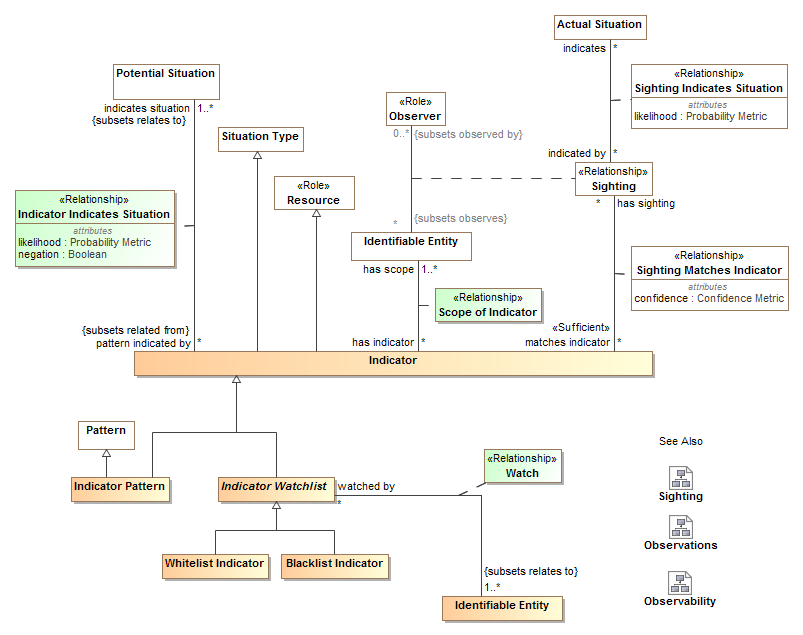 Actual Situation
indicates *
Potential Situation
«Relationship»
Sighting Indicates Situation
attributes
likelihood : Probability Metric
indicates situation 1..*
{subsets relates to}
«Role»
Observer
0..* {subsets observed by}
Situation Type
indicated by *
«Relationship»
Sighting
* has sighting
«Role»
Resource
«Relationship»
Indicator Indicates Situation
attributes
likelihood : Probability Metric
negation : Boolean
* {subsets observes}
Identifiable Entity
has scope 1..*
«Relationship»
Sighting Matches Indicator
attributes
confidence : Confidence Metric
«Relationship»
Scope of Indicator
{subsets related from}
pattern indicated by *
has indicator *
«Sufficient»
matches indicator *
Indicator
Pattern
See Also
Indicator Pattern
Indicator Watchlist
watched by
*
«Relationship»
Watch
Sighting
Observations
Whitelist Indicator
Blacklist Indicator
{subsets relates to}
1..*
Identifiable Entity
Observability